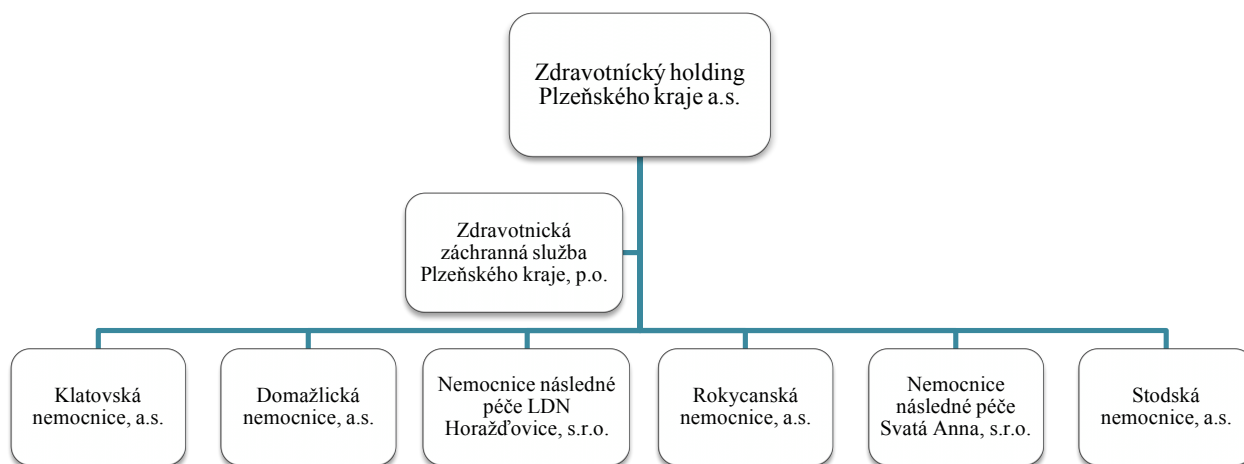 Zdravotnícký holding
Plzeňského kraje a.s.
Zdravotnická
záchranná služba
Plzeňského kraje, p.o.
Klatovská
nemocnice, a.s.
Domažlická
nemocnice, a.s.
Nemocnice následné
péče LDN
Horažďovice, s.r.o.
Rokycanská
nemocnice, a.s.
Nemocnice
následné péče
Svatá Anna, s.r.o.
Stodská
nemocnice, a.s.